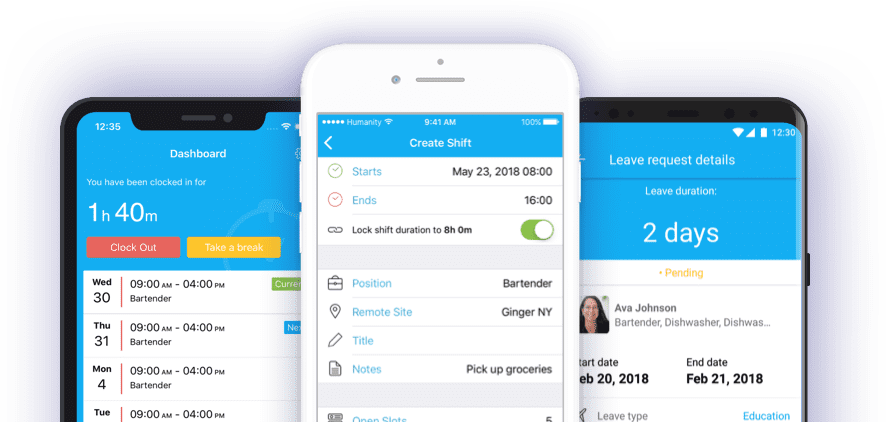 12:35
Dashboard
You have been clocked in for
1h 40m
Clock Out
Take a break
Wed
30
09:00 AM - 04:00 PM
Bartender
Thu
31
09:00 AM - 04:00 PM
Bartender
Mon
4
09:00 AM - 04:00 PM
Bartender
Tue
09:00 AM - 04:00 PM
Humanity
9:41 AM
100%
Create Shift
Starts
May 23, 2018 08:00
Ends
16:00
Lock shift duration to 8h 0m
Position
Bartender
Remote Site
Ginger NY
Title
Notes
Pick up groceries
Open Slots
5
12:30
Leave request details
Leave duration:
2 days
• Pending
Ava Johnson
Bartender, Dishwasher, Dishwas...
tart date
End date
eb 20, 2018
Feb 21, 2018
Leave type
Education